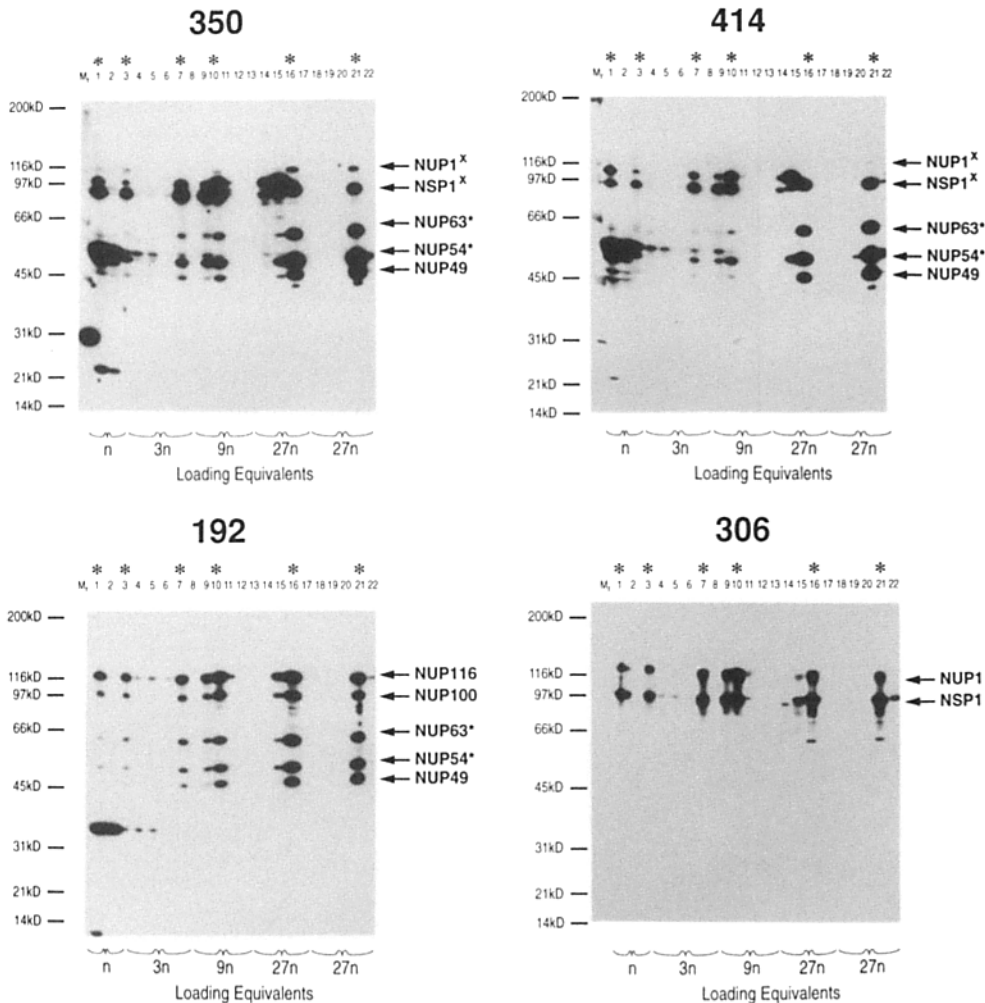 350
* * * * * *
Mr 1 2 3 4 5 6 7 8 9 10 11 12 13 14 15 16 17 18 19 20 21 22
200kD
116kD
97kD
66kD
45kD
31kD
21kD
14kD
NUP1x
NSP1x
NUP63*
NUP54*
NUP49
n 3n 9n 27n 27n
Loading Equivalents
414
* * * * * *
Mr 1 2 3 4 5 6 7 8 9 10 11 12 13 14 15 16 17 18 19 20 21 22
200kD
116kD
97kD
66kD
45kD
31kD
21kD
14kD
NUP1x
NSP1x
NUP63*
NUP54*
NUP49
n 3n 9n 27n 27n
Loading Equivalents
192
* * * * * *
Mr 1 2 3 4 5 6 7 8 9 10 11 12 13 14 15 16 17 18 19 20 21 22
200kD
116kD
97kD
66kD
45kD
31kD
21kD
14kD
NUP116
NUP100
NUP63*
NUP54*
NUP49
n 3n 9n 27n 27n
Loading Equivalents
306
* * * * * *
Mr 1 2 3 4 5 6 7 8 9 10 11 12 13 14 15 16 17 18 19 20 21 22
200kD
116kD
97kD
66kD
45kD
31kD
21kD
14kD
NUP1
NSP1
n 3n 9n 27n 27n
Loading Equivalents